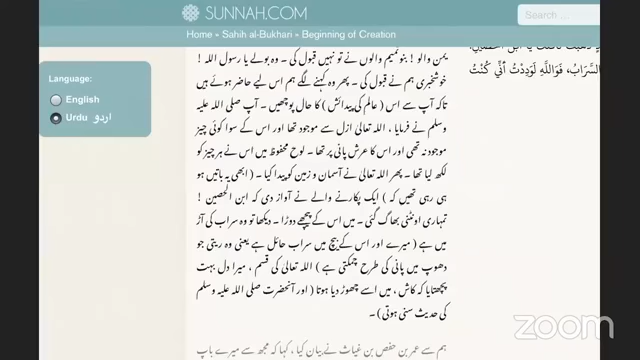 SUNNAH.COM
Search ...
Home » Sahih al-Bukhari » Beginning of Creation
Language:
English
Urdu اردو
یمن والو ! بنو تمیم والوں نے تو نہیں قبول کی ۔ وہ بولے یا رسول اللہ !
خوشخبری ہم نے قبول کی ۔ پھر وہ کہنے لگے ہم اس لیے حاضر ہوئے ہیں
تاکہ آپ سے اس ( عالم کی پیدائش ) کا حال پوچھیں ۔ آپ صلی اللہ علیہ
وسلم نے فرمایا ، اللہ تعالیٰ ازل سے موجود تھا اور اس کے سوا کوئی چیز
موجود نہ تھی اور اس کا عرش پانی پر تھا ۔ لوح محفوظ میں اس نے ہر چیز کو
لکھ لیا تھا ۔ پھر اللہ تعالیٰ نے آسمان و زمین کو پیدا کیا ۔ ( ابھی یہ باتیں ہو
ہی رہی تھیں کہ ) ایک پکارنے والے نے آواز دی کہ ابن الحصین !
تمہاری اونٹنی بھاگ گئی ۔ میں اس کے پیچھے دوڑا ۔ دیکھا تو وہ سراب کی آڑ
میں ہے ( میرے اور اس کے بیچ میں سراب حائل ہے یعنی وہ ریتی جو
دھوپ میں پانی کی طرح چمکتی ہے ) اللہ تعالیٰ کی قسم ، میرا دل بہت
پچھتایا کہ کاش ، میں اسے چھوڑ دیا ہوتا ( اور آنحضرت صلی اللہ علیہ وسلم
کی حدیث سنی ہوتی ) ۔
ہم سے عمر بن حفص بن غیاث نے بیان کیا ، کہا کہ مجھ سے میرے باپ
السَّرَابُ، فَوَاللَّهِ لَوَدِدْتُ أَنِّي كُنْتُ
zoom